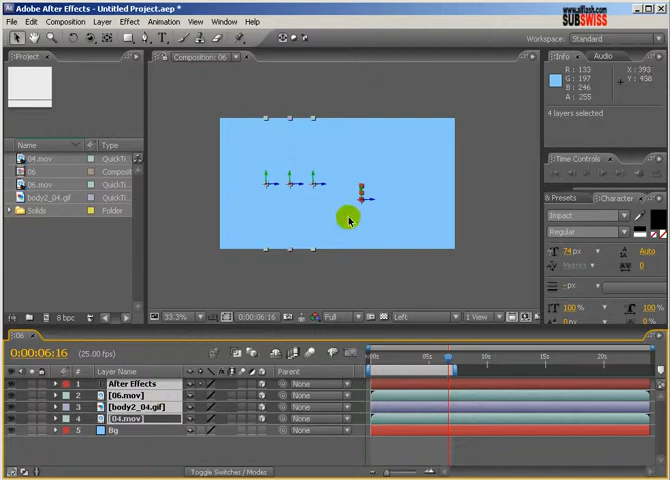 Adobe After Effects - Untitled Project.aep *
www.alflash.com
SUBSWISS
File Edit Composition Layer Effect Animation View Window Help
Workspace: Standard
Project
Composition: 06
Info Audio
R : 133
G : 197
B : 246
A : 255
X : 393
Y : 438
4 layers selected
Name Type
04.mov QuickTi
06 Composit
06.mov QuickTi
body2_04.gif QuickTi
Solids Folder
Time Controls
& Presets Character
Impact
Regular
74 px Auto
Metrics 0
- px
100 % 100 %
0 px
8 bpc
33.3% 0:00:06:16 Full Left 1 View
06
0:00:06:16 (25.00 fps)
:00s 05s 10s 20s
# Layer Name Parent
1 After Effects None
2 [06.mov] None
3 [body2_04.gif] None
4 [04.mov] None
5 Bg None
Toggle Switches / Modes